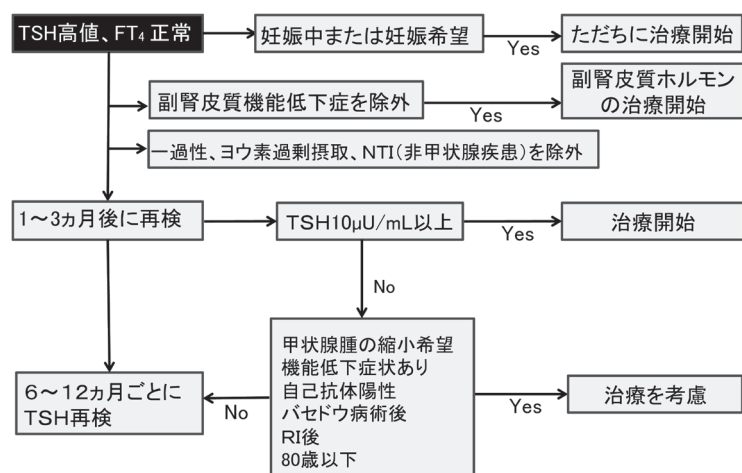 TSH高値、FT₄ 正常
妊娠中または妊娠希望
Yes
ただちに治療開始
副腎皮質機能低下症を除外
Yes
副腎皮質ホルモン
の治療開始
一過性、ヨウ素過剰摂取、NTI(非甲状腺疾患)を除外
1～3ヵ月後に再検
TSH10μU/mL以上
Yes
治療開始
No
甲状腺腫の縮小希望
機能低下症状あり
自己抗体陽性
バセドウ病術後
RI後
80歳以下
6～12ヵ月ごとに
TSH再検
No
Yes
治療を考慮